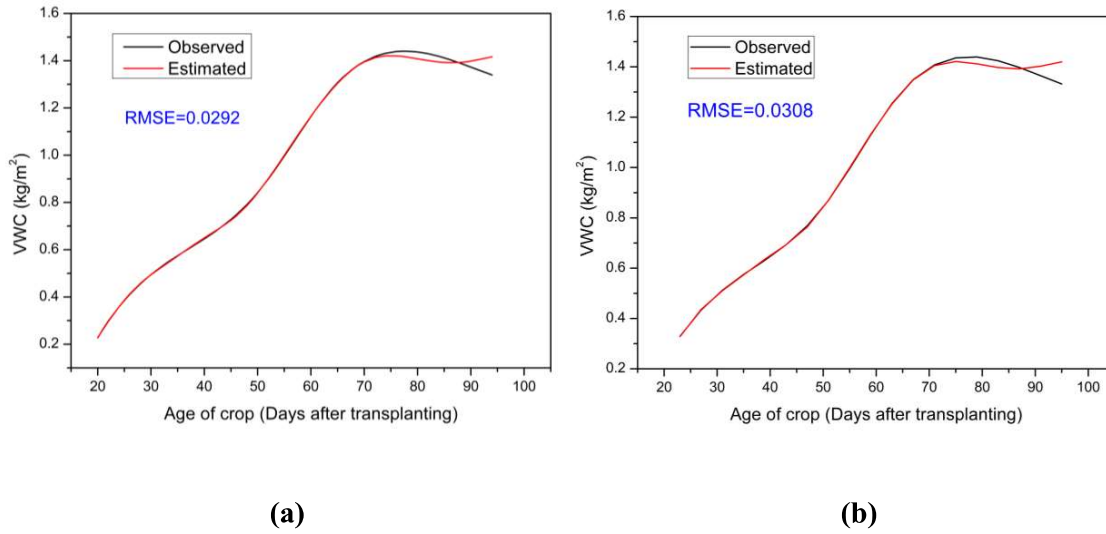 1.6
1.4
1.2
1.0
0.8
0.6
0.4
0.2
VWC (kg/m²)
Observed
Estimated
RMSE=0.0292
20 30 40 50 60 70 80 90 100
Age of crop (Days after transplanting)
(a)
1.6
1.4
1.2
1.0
0.8
0.6
0.4
0.2
VWC (kg/m²)
Observed
Estimated
RMSE=0.0308
20 30 40 50 60 70 80 90 100
Age of crop (Days after transplanting)
(b)